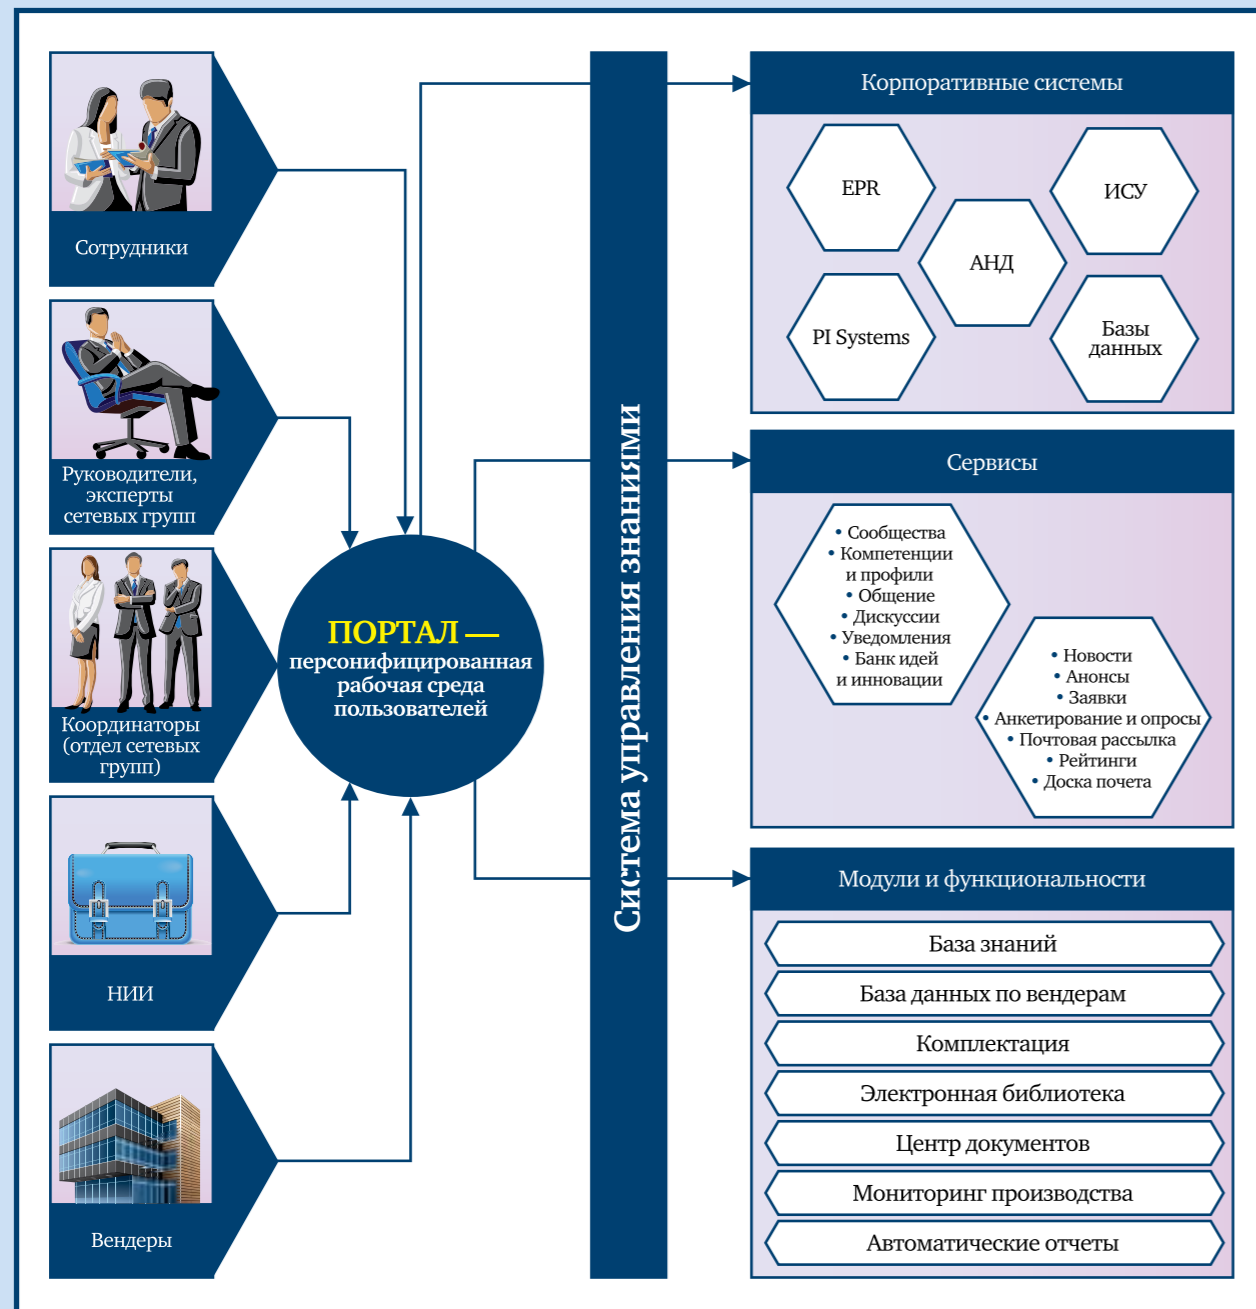 Сотрудники
Руководители,
эксперты
сетевых групп
Координаторы
(отдел сетевых
групп)
НИИ
Вендеры
ПОРТАЛ —
персонифицированная
рабочая среда
пользователей
Система управления знаниями
Корпоративные системы
EPR
ИСУ
АНД
PI Systems
Базы
данных
Сервисы
• Сообщества
• Компетенции
и профили
• Общение
• Дискуссии
• Уведомления
• Банк идей
и инновации
• Новости
• Анонсы
• Заявки
• Анкетирование и опросы
• Почтовая рассылка
• Рейтинги
• Доска почета
Модули и функциональности
База знаний
База данных по вендерам
Комплектация
Электронная библиотека
Центр документов
Мониторинг производства
Автоматические отчеты